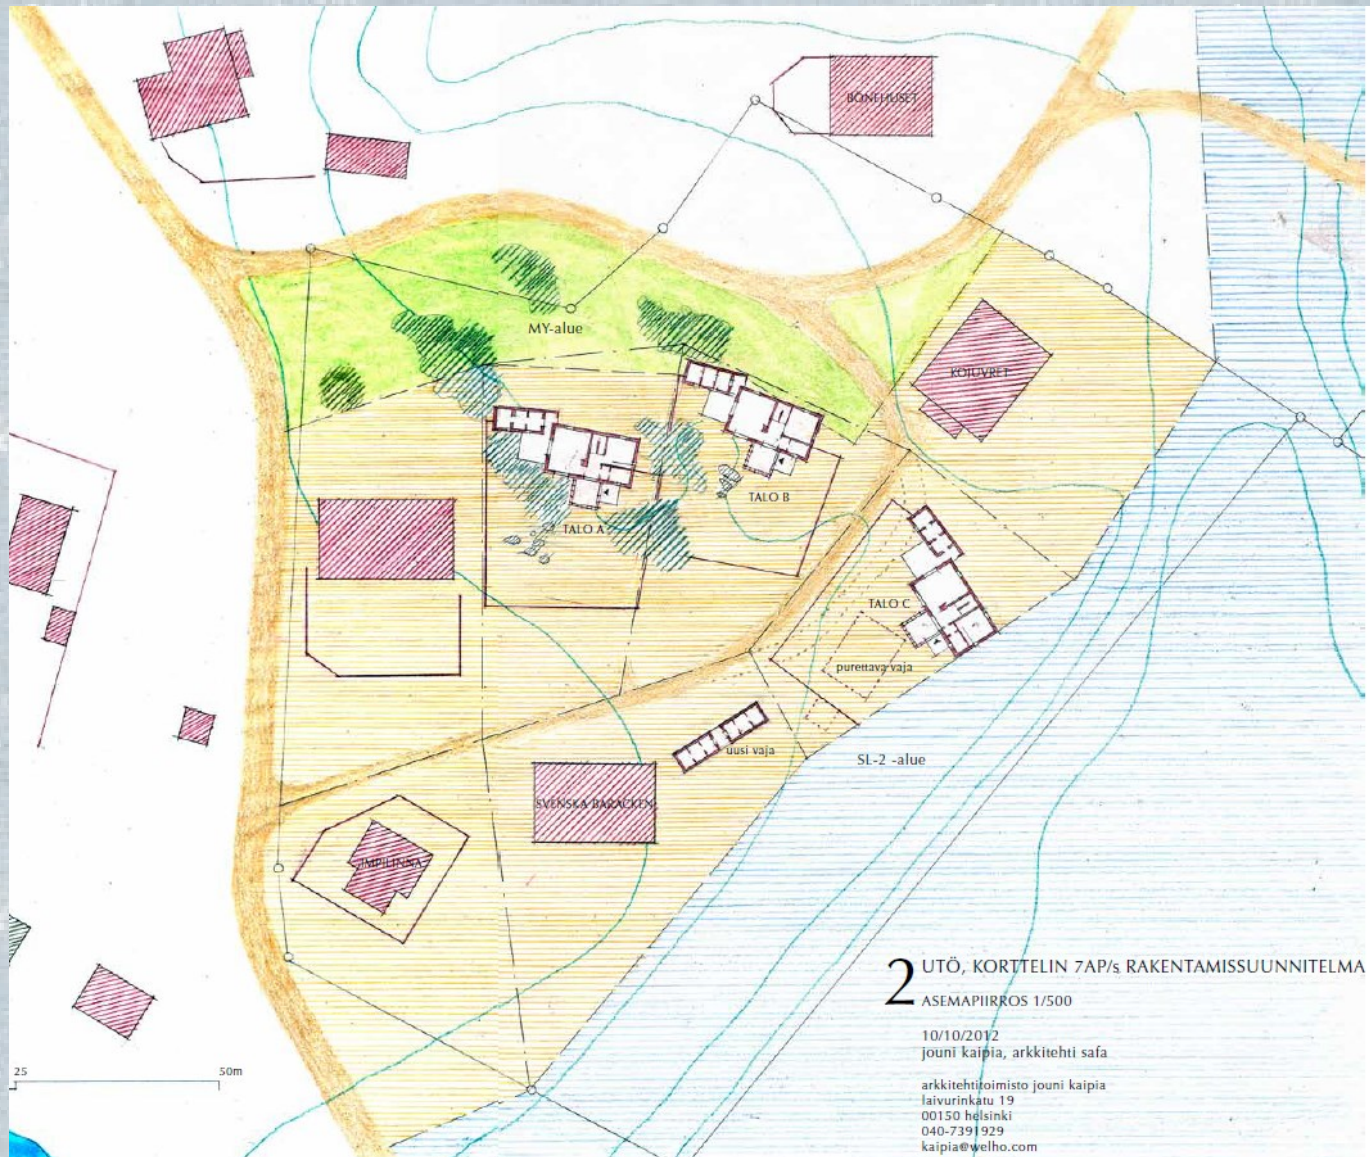 BÖNEHUSET
MY-alue
KOJUVRET
TALO B
TALO A
TALO C
purettava vaja
uusi vaja
SL-2 -alue
SVENSKA BARACKEN
IMPILINNA
2 UTÖ, KORTTELIN 7AP/s RAKENTAMISSUUNNITELMA
ASEMAPIIRROS 1/500
10/10/2012
jouni kaipia, arkkitehti safa
arkkitehtitoimisto jouni kaipia
laivurinkatu 19
00150 helsinki
040-7391929
kaipia@welho.com
25 50m